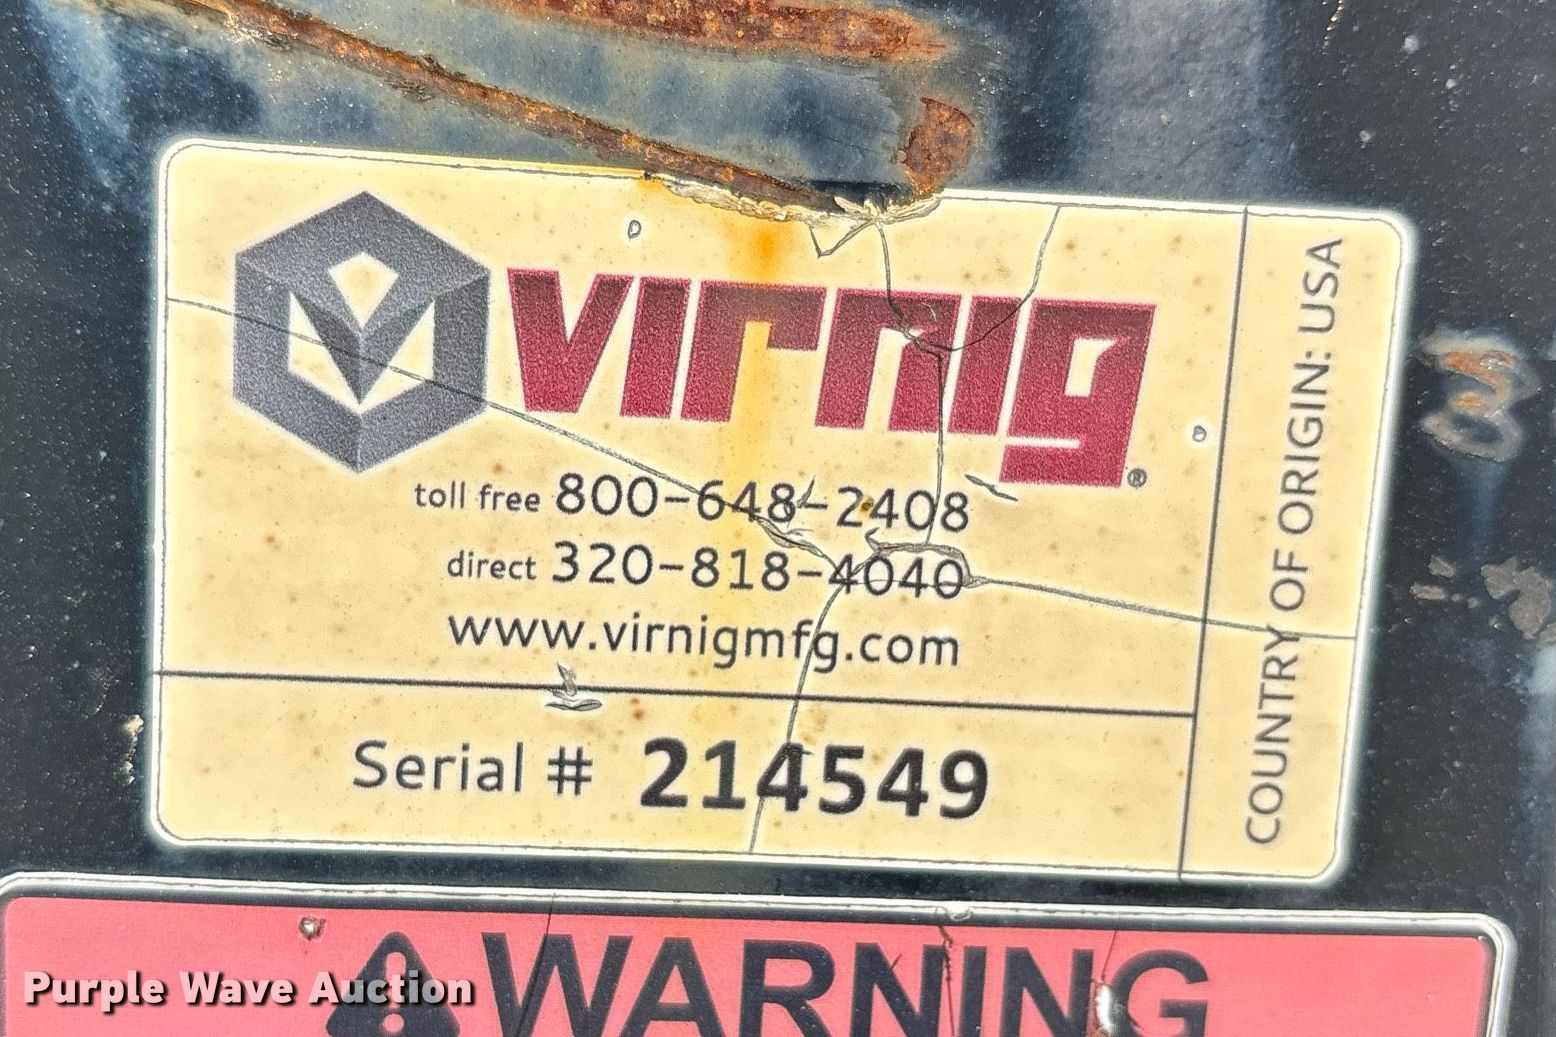 virnig®
toll free 800-648-2408
direct 320-818-4040
www.virnigmfg.com
Serial # 214549
COUNTRY OF ORIGIN: USA
WARNING
Purple Wave Auction